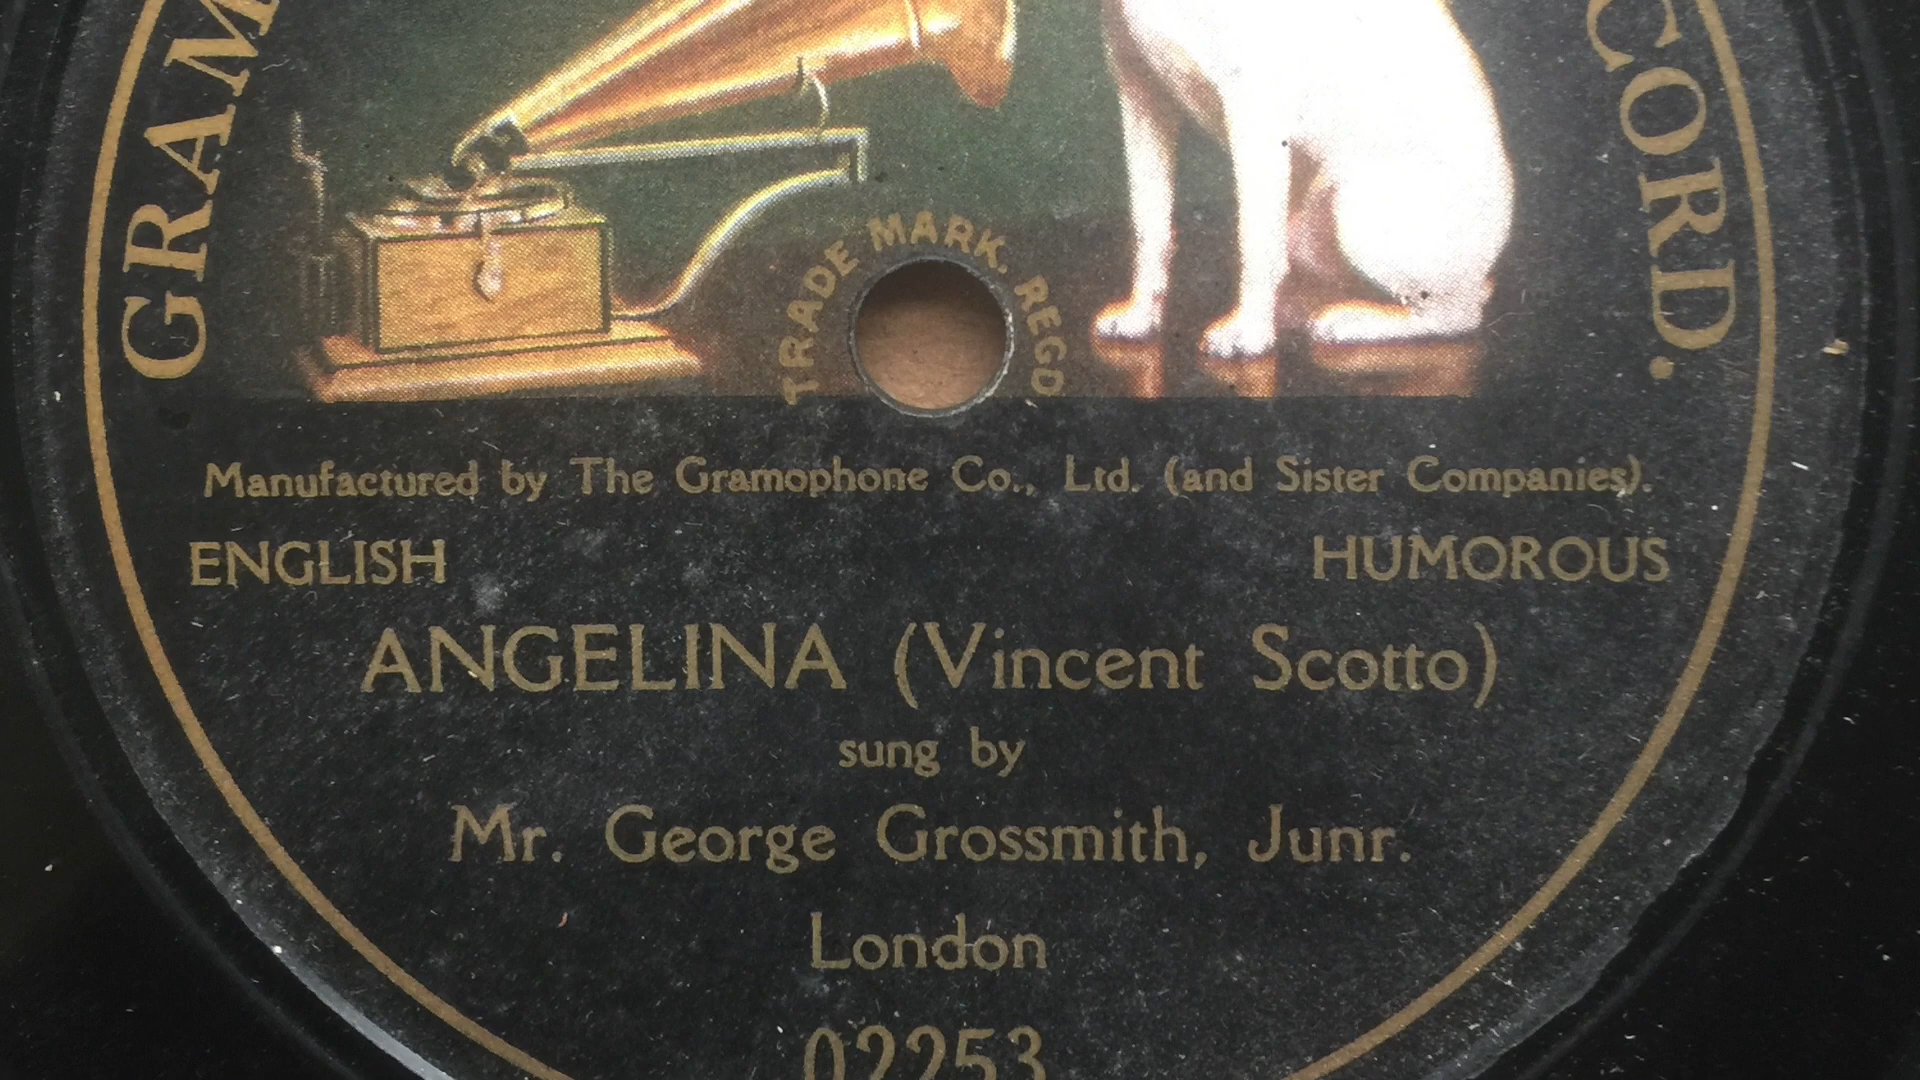 GRAM
CORD.
TRADE MARK. REGD
Manufactured by The Gramophone Co., Ltd. (and Sister Companies).
ENGLISH HUMOROUS
ANGELINA (Vincent Scotto)
sung by
Mr. George Grossmith, Junr.
London
02253